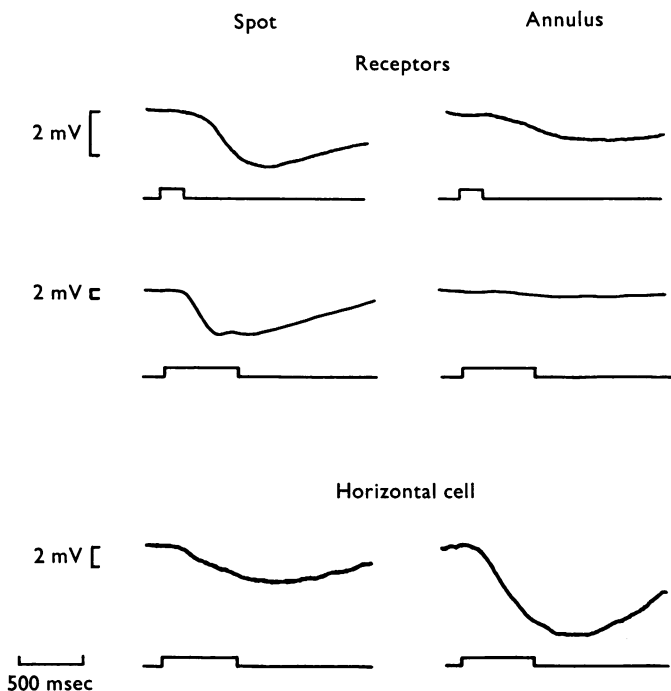 Spot Annulus
Receptors
2 mV
2 mV
Horizontal cell
2 mV
500 msec